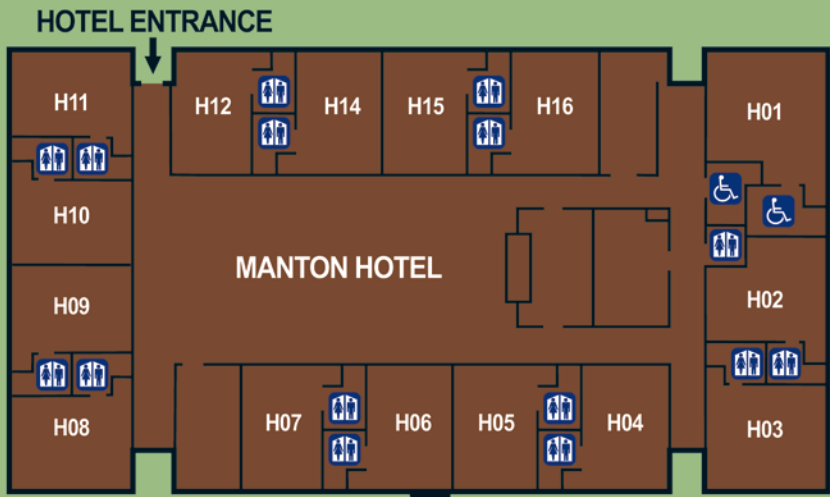 HOTEL ENTRANCE
H11
H12
H14
H15
H16
H01
H10
MANTON HOTEL
H09
H02
H08
H07
H06
H05
H04
H03